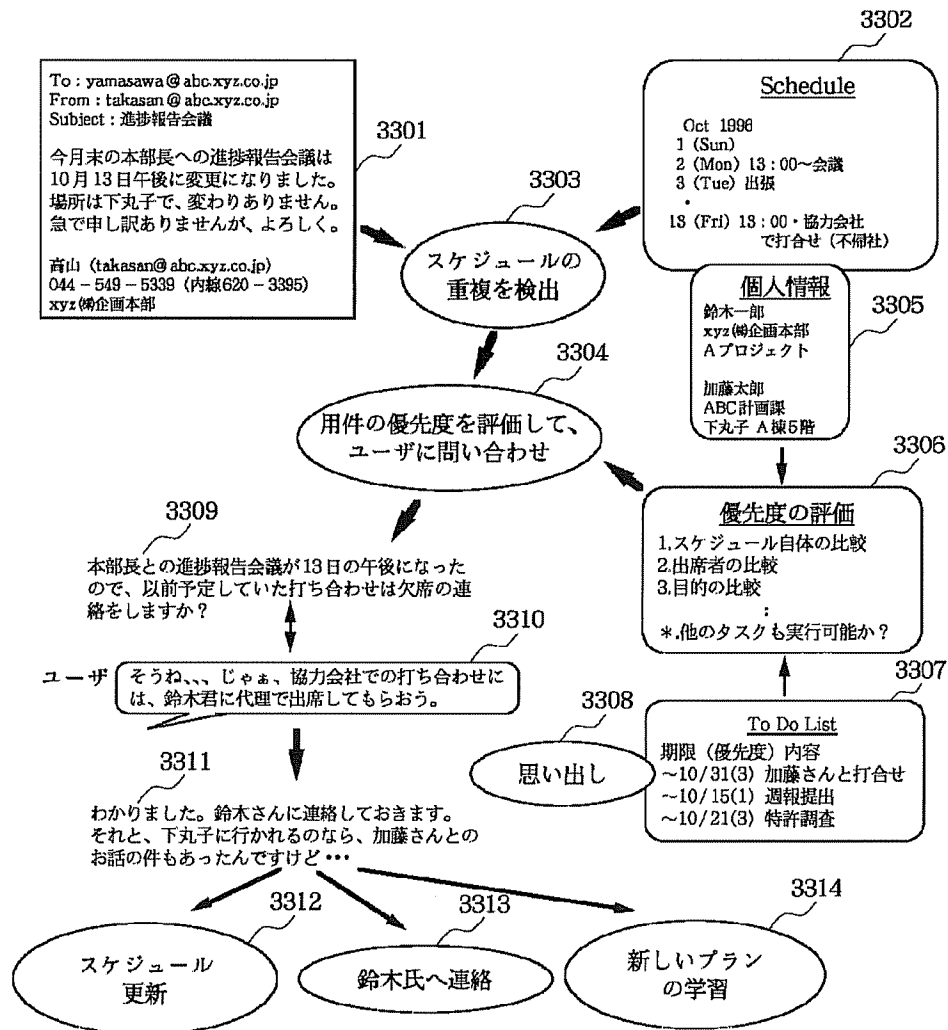 3302
To : yamasawa@abc.xyz.co.jp
From : takasan@abc.xyz.co.jp
Subject : 進捗報告会議
今月末の本部長への進捗報告会議は
10月13日午後に変更になりました。
場所は下丸子で、変わりありません。
急で申し訳ありませんが、よろしく。
高山 (takasan@abc.xyz.co.jp)
044-549-5339 (内線620-3395)
xyz㈱企画本部
3301
Schedule
Oct 1996
1 (Sun)
2 (Mon) 13:00~会議
3 (Tue) 出張
・
13 (Fri) 13:00・協力会社
で打合せ (不帰社)
3303
スケジュールの
重複を検出
個人情報
鈴木一郎
xyz㈱企画本部
Aプロジェクト
加藤太郎
ABC計画課
下丸子 A棟5階
3305
3304
用件の優先度を評価して、
ユーザに問い合わせ
3306
優先度の評価
1.スケジュール自体の比較
2.出席者の比較
3.目的の比較
:
*.他のタスクも実行可能か?
3309
本部長との進捗報告会議が13日の午後になった
ので、以前予定していた打ち合わせは欠席の連
絡をしますか?
3310
ユーザ
そうね、、、じゃぁ、協力会社での打ち合わせに
は、鈴木君に代理で出席してもらおう。
3307
To Do List
期限 (優先度) 内容
~10/31(3) 加藤さんと打合せ
~10/15(1) 週報提出
~10/21(3) 特許調査
3308
思い出し
3311
わかりました。鈴木さんに連絡しておきます。
それと、下丸子に行かれるのなら、加藤さんとの
お話の件もあったんですけど・・・
3312
スケジュール
更新
3313
鈴木氏へ連絡
3314
新しいプラン
の学習